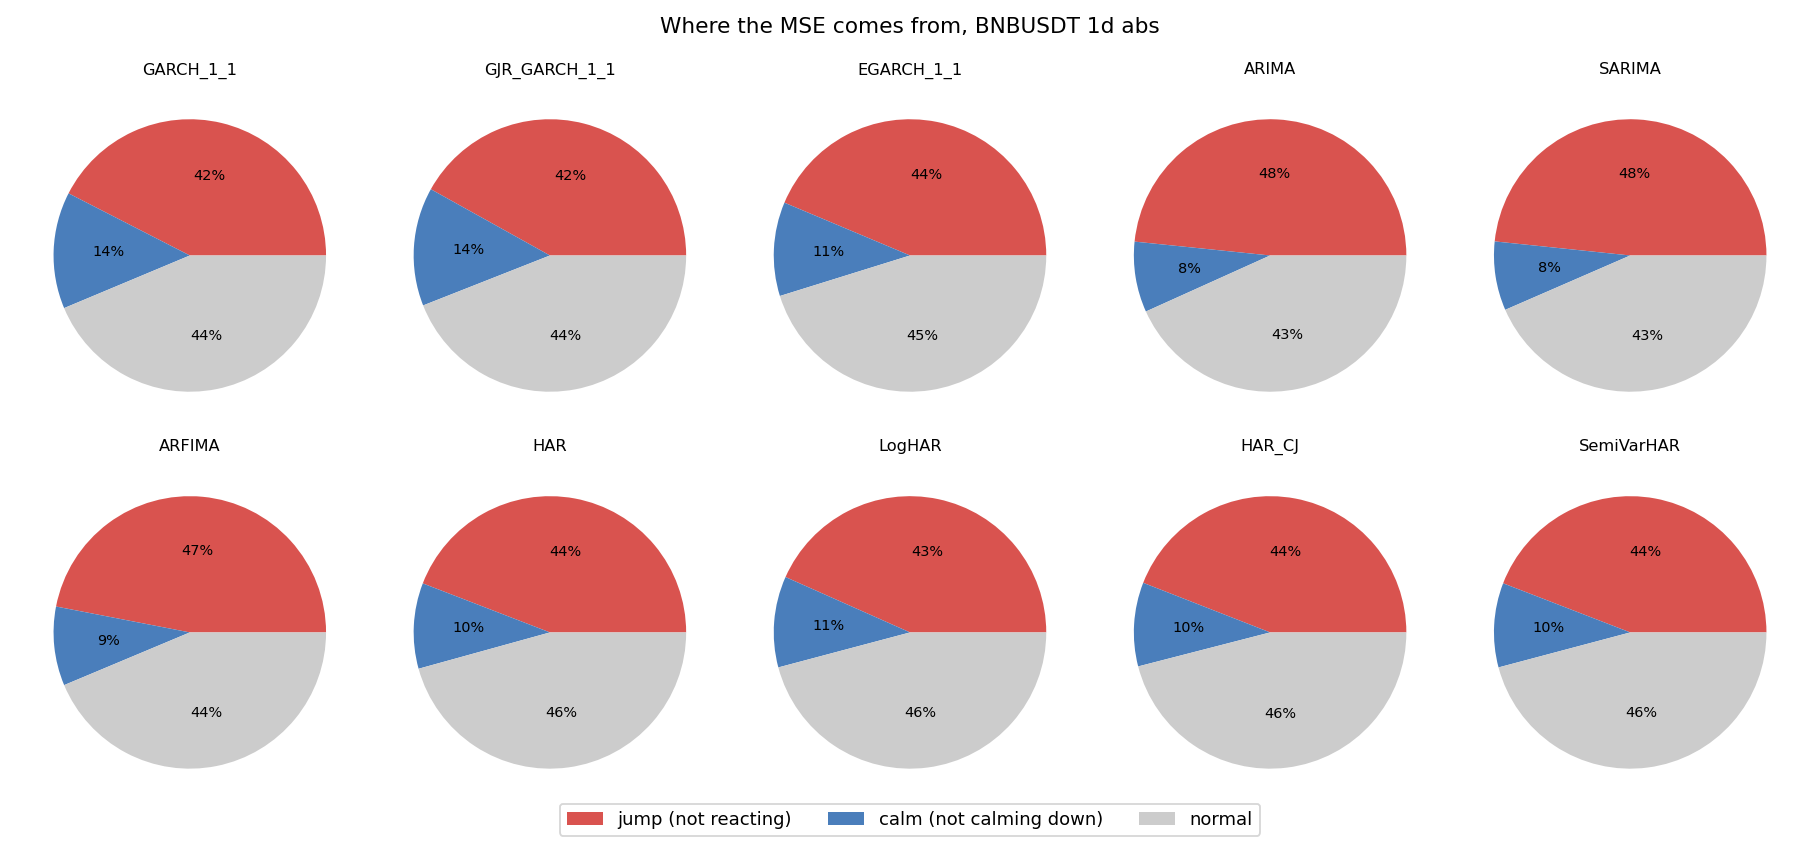 Where the MSE comes from, BNBUSDT 1d abs
GARCH_1_1
GJR_GARCH_1_1
EGARCH_1_1
ARIMA
SARIMA
42%
14%
44%
42%
14%
44%
44%
11%
45%
48%
8%
43%
48%
8%
43%
ARFIMA
HAR
LogHAR
HAR_CJ
SemiVarHAR
47%
9%
44%
44%
10%
46%
43%
11%
46%
44%
10%
46%
44%
10%
46%
jump (not reacting)
calm (not calming down)
normal